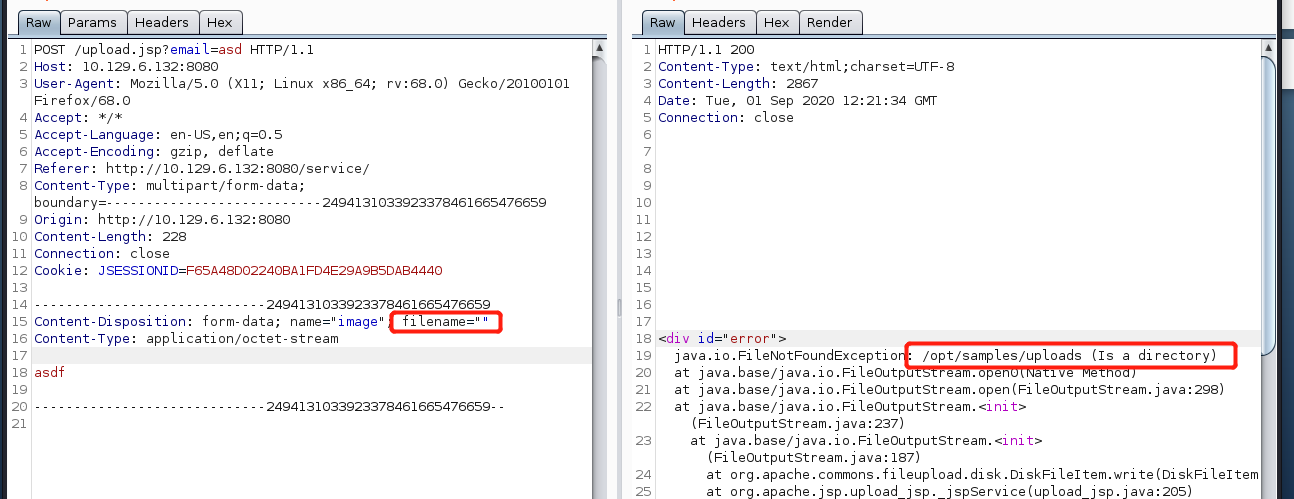 Raw Params Headers Hex
1 POST /upload.jsp?email=asd HTTP/1.1
2 Host: 10.129.6.132:8080
3 User-Agent: Mozilla/5.0 (X11; Linux x86_64; rv:68.0) Gecko/20100101
Firefox/68.0
4 Accept: */*
5 Accept-Language: en-US,en;q=0.5
6 Accept-Encoding: gzip, deflate
7 Referer: http://10.129.6.132:8080/service/
8 Content-Type: multipart/form-data;
boundary=---------------------------24941310339233784616654766​59
9 Origin: http://10.129.6.132:8080
10 Content-Length: 228
11 Connection: close
12 Cookie: JSESSIONID=F65A48D02240BA1FD4E29A9B5DAB4440
13
14 -----------------------------2494131033923378461665476659
15 Content-Disposition: form-data; name="image"; filename=""
16 Content-Type: application/octet-stream
17
18 asdf
19
20 -----------------------------2494131033923378461665476659--
21
Raw Headers Hex Render
1 HTTP/1.1 200
2 Content-Type: text/html;charset=UTF-8
3 Content-Length: 2867
4 Date: Tue, 01 Sep 2020 12:21:34 GMT
5 Connection: close
6
7
8
9
10
11
12
13
14
15
16
17
18 <div id="error">
19 java.io.FileNotFoundException: /opt/samples/uploads (Is a directory)
20 at java.base/java.io.FileOutputStream.open0(Native Method)
21 at java.base/java.io.FileOutputStream.open(FileOutputStream.java:298)
22 at java.base/java.io.FileOutputStream.<init>
(FileOutputStream.java:237)
23 at java.base/java.io.FileOutputStream.<init>
(FileOutputStream.java:187)
24 at org.apache.commons.fileupload.disk.DiskFileItem.write(DiskFileItem
25 at org.apache.jsp.upload_jsp._jspService(upload_jsp.java:205)